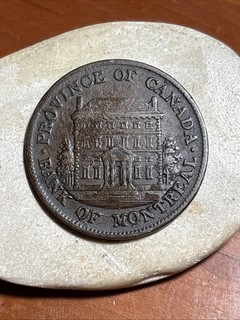 PROVINCE OF CANADA
BANK OF MONTREAL